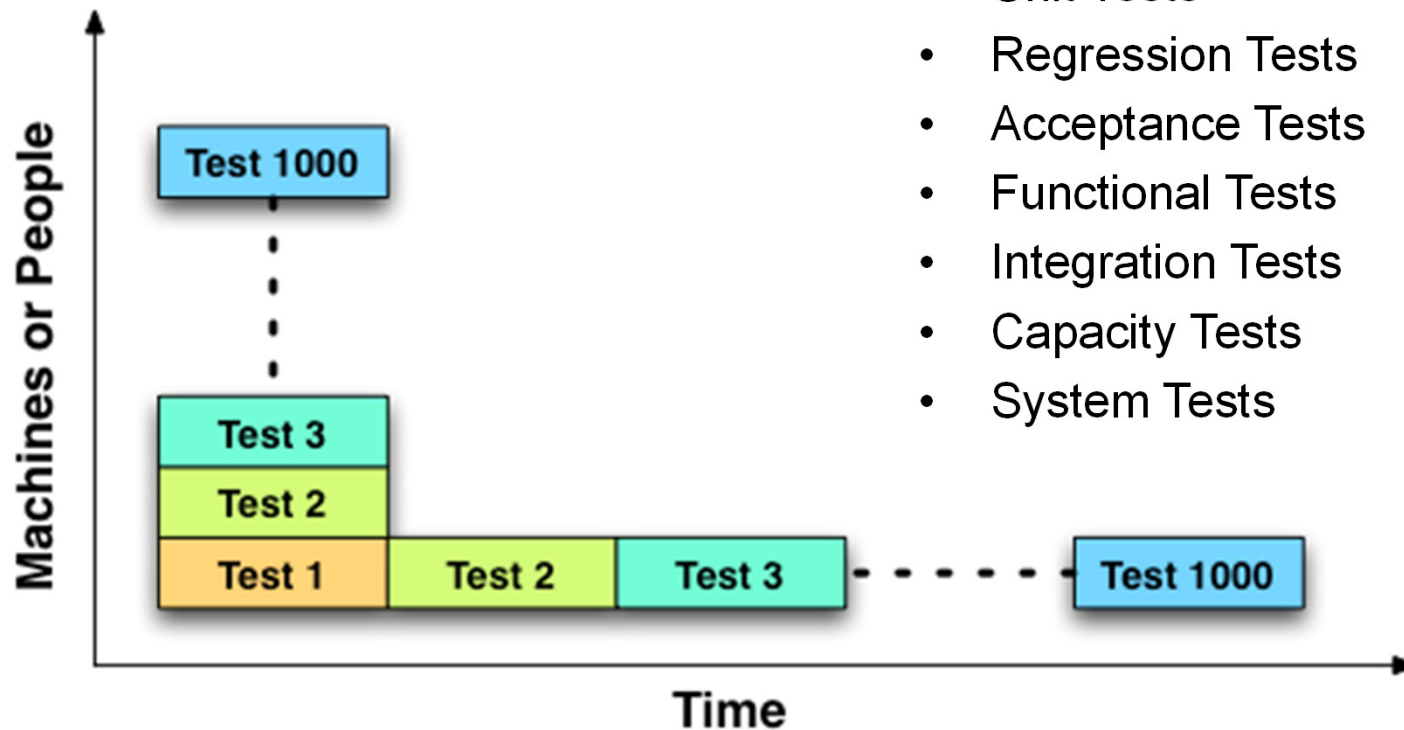 • Regression Tests
• Acceptance Tests
• Functional Tests
• Integration Tests
• Capacity Tests
• System Tests
Machines or People
Test 1000
Test 3
Test 2
Test 1 Test 2 Test 3 Test 1000
Time